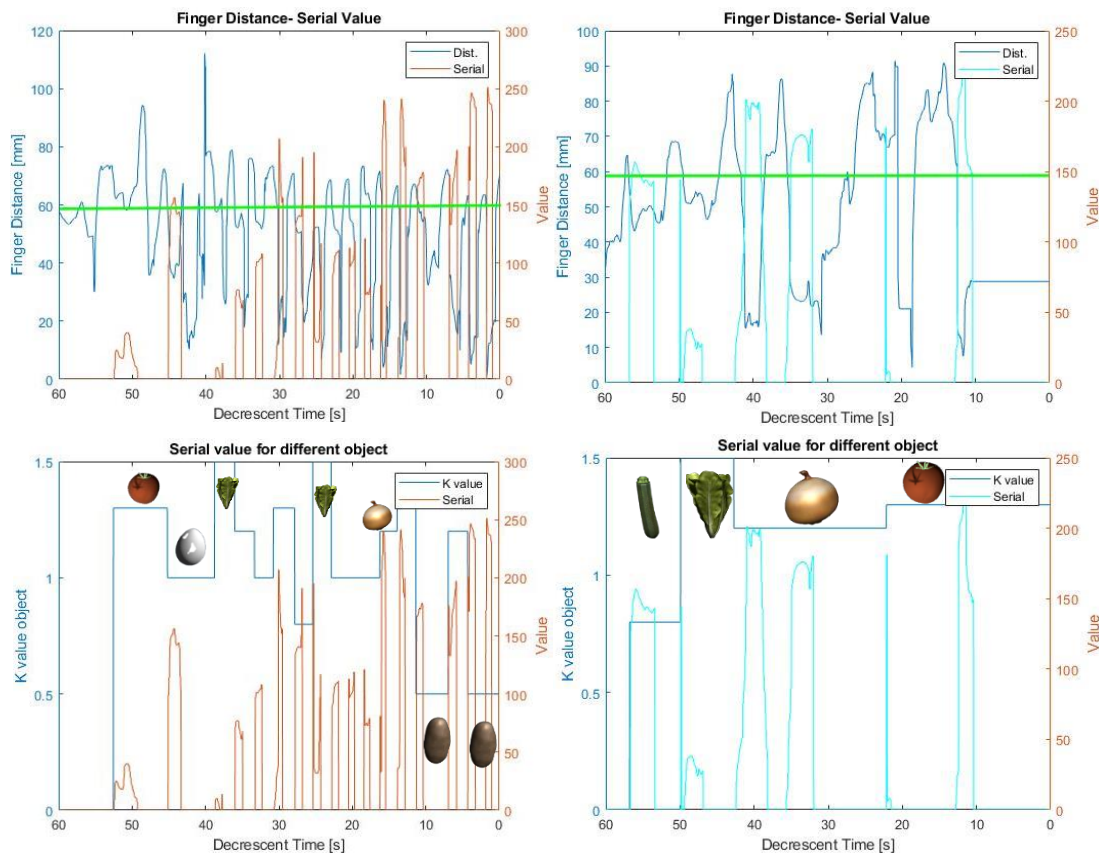 Finger Distance- Serial Value
Dist.
Serial
Finger Distance [mm]
120
100
80
60
40
20
0
Value
300
250
200
150
100
50
0
60 50 40 30 20 10 0
Decrescent Time [s]
Finger Distance- Serial Value
Dist.
Serial
Finger Distance [mm]
100
90
80
70
60
50
40
30
20
10
0
Value
250
200
150
100
50
0
60 50 40 30 20 10 0
Decrescent Time [s]
Serial value for different object
K value
Serial
K value object
1.5
1
0.5
0
Value
300
250
200
150
100
50
0
60 50 40 30 20 10 0
Decrescent Time [s]
Serial value for different object
K value
Serial
K value object
1.5
1
0.5
0
Value
250
200
150
100
50
0
60 50 40 30 20 10 0
Decrescent Time [s]